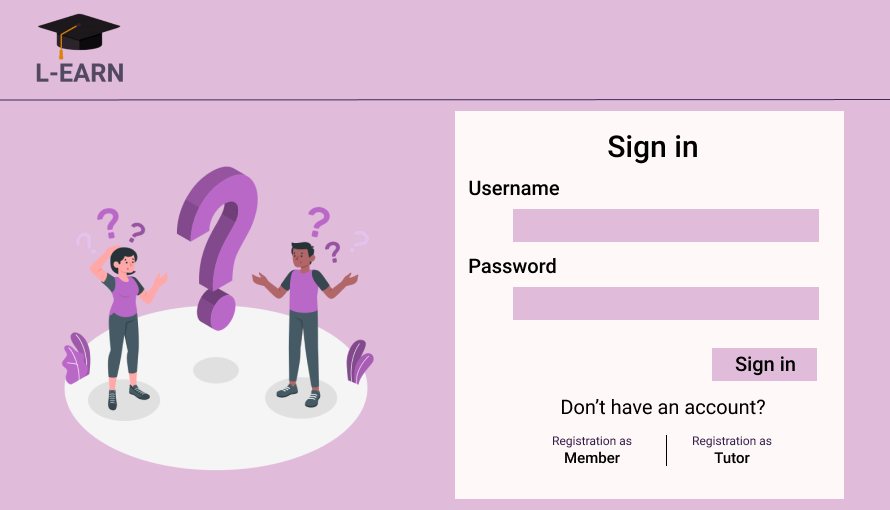 L-EARN
Sign in
Username
Password
Sign in
Don't have an account?
Registration as
Member
Registration as
Tutor